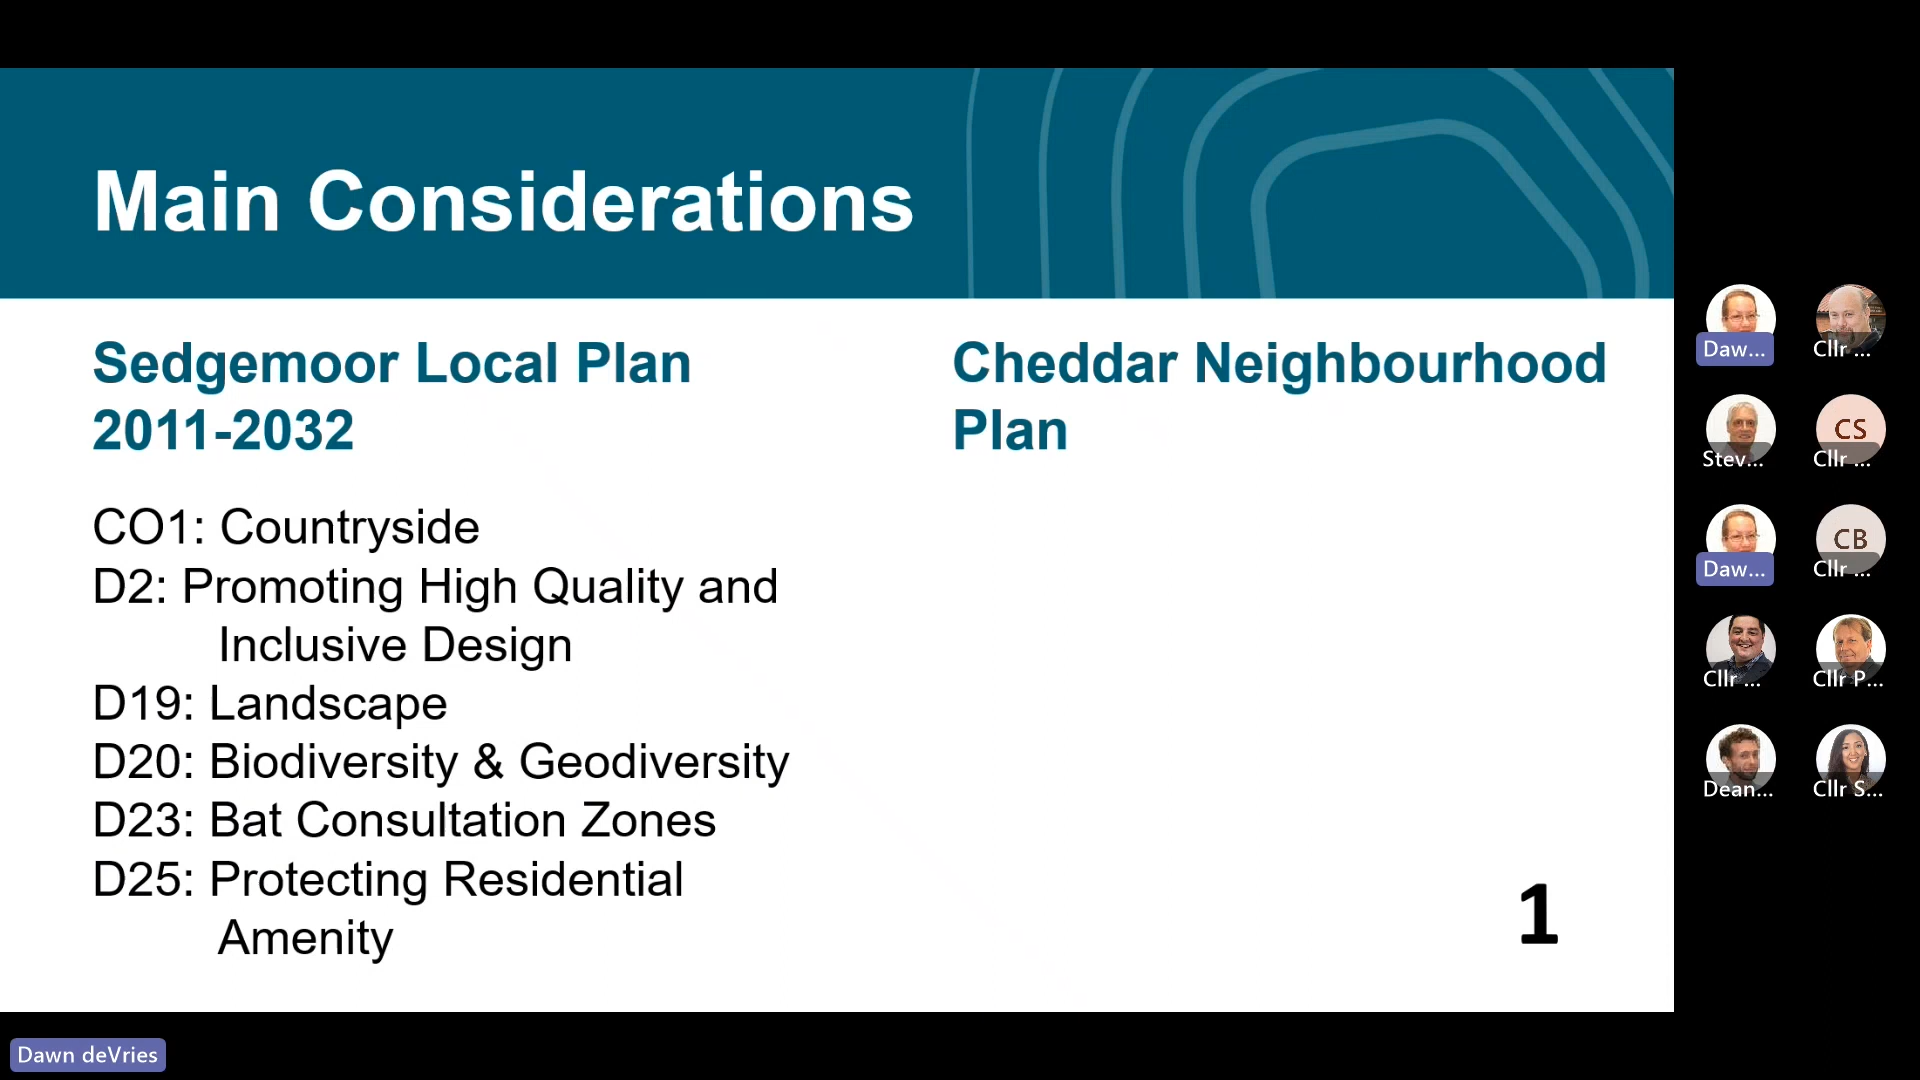 Main Considerations
Sedgemoor Local Plan
2011-2032
CO1: Countryside
D2: Promoting High Quality and
Inclusive Design
D19: Landscape
D20: Biodiversity & Geodiversity
D23: Bat Consultation Zones
D25: Protecting Residential
Amenity
Cheddar Neighbourhood
Plan
1
Daw...
Cllr ...
Stev...
CS
Cllr ...
Daw...
CB
Cllr ...
Cllr ...
Cllr P...
Dean...
Cllr S...
Dawn deVries